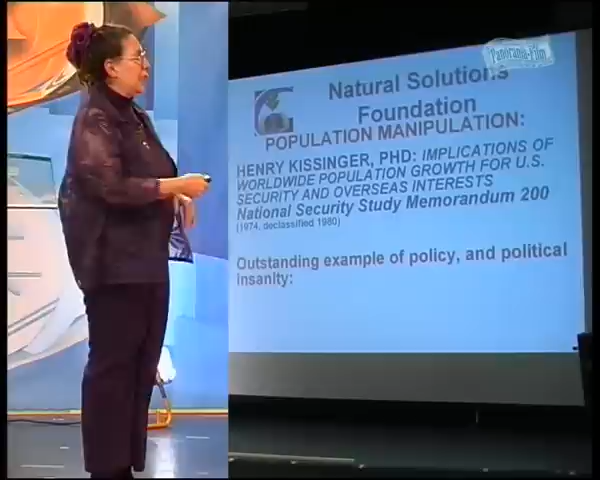 Panorama-Film
Natural Solutions
Foundation
POPULATION MANIPULATION:
HENRY KISSINGER, PHD: IMPLICATIONS OF
WORLDWIDE POPULATION GROWTH FOR U.S.
SECURITY AND OVERSEAS INTERESTS
National Security Study Memorandum 200
(1974, declassified 1980)
Outstanding example of policy, and political
insanity: